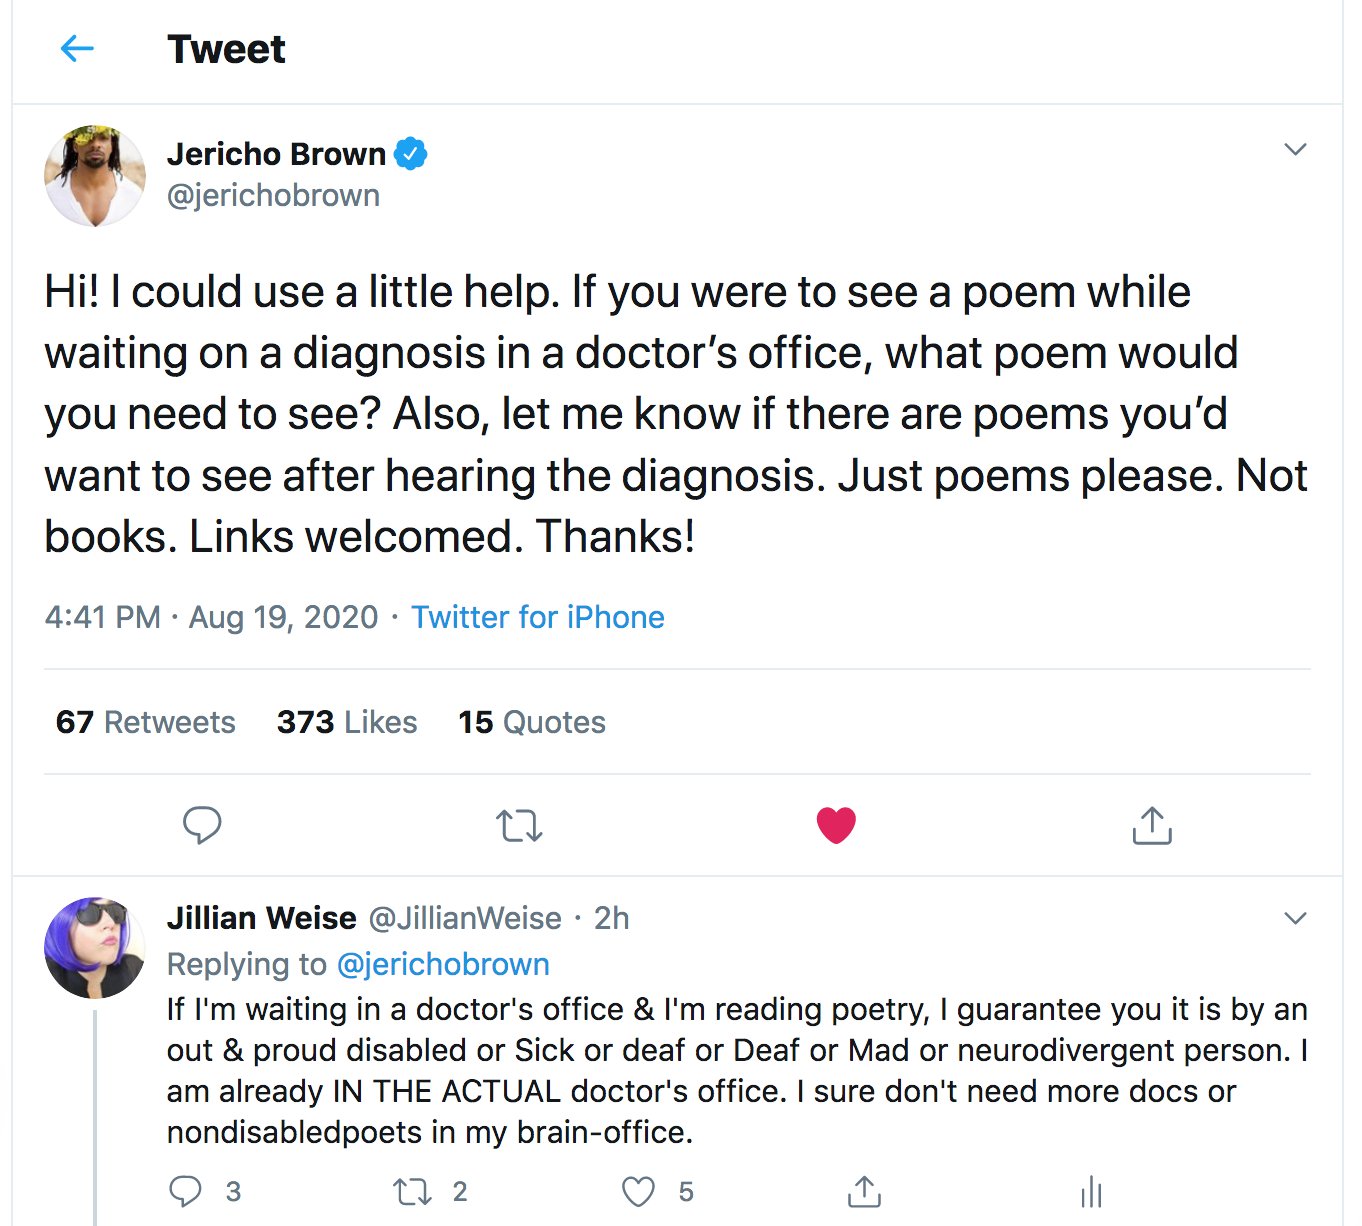 Tweet
Jericho Brown
@jerichobrown
Hi! I could use a little help. If you were to see a poem while
waiting on a diagnosis in a doctor’s office, what poem would
you need to see? Also, let me know if there are poems you’d
want to see after hearing the diagnosis. Just poems please. Not
books. Links welcomed. Thanks!
4:41 PM · Aug 19, 2020 · Twitter for iPhone
67 Retweets 373 Likes 15 Quotes
Jillian Weise @JillianWeise · 2h
Replying to @jerichobrown
If I'm waiting in a doctor's office & I'm reading poetry, I guarantee you it is by an
out & proud disabled or Sick or deaf or Deaf or Mad or neurodivergent person. I
am already IN THE ACTUAL doctor's office. I sure don't need more docs or
nondisabledpoets in my brain-office.
3 2 5